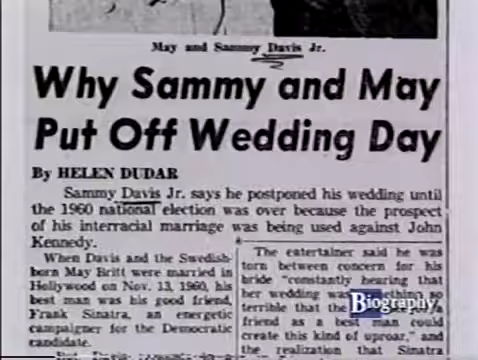 May and Sammy Davis Jr.
Why Sammy and May
Put Off Wedding Day
By HELEN DUDAR
Sammy Davis Jr. says he postponed his wedding until
the 1960 national election was over because the prospect
of his interracial marriage was being used against John
Kennedy.
When Davis and the Swedish-
born May Britt were married in
Hollywood on Nov. 13, 1960, his
best man was his good friend,
Frank Sinatra, an energetic
campaigner for the Democratic
candidate.
The entertainer said he was
torn between concern for his
bride "constantly hearing that
her wedding was
terrible that the
friend as a best man could
create this kind of uproar," and
the realization that Sinatra
Biography